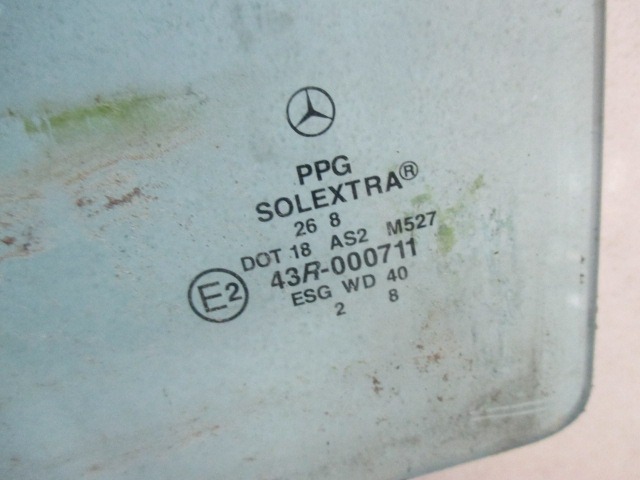 PPG
SOLEXTRA®
26 8
DOT 18 AS2 M527
E2 43R-000711
ESG WD 40
2 8